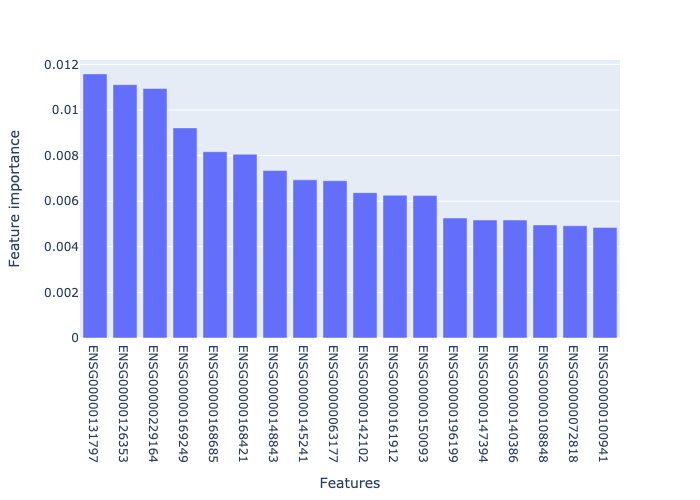 0.012
0.01
0.008
0.006
0.004
0.002
0
Feature importance
ENSG00000131797
ENSG00000126353
ENSG00000229164
ENSG00000169249
ENSG00000168685
ENSG00000168421
ENSG00000148843
ENSG00000145241
ENSG00000063177
ENSG00000142102
ENSG00000161912
ENSG00000150093
ENSG00000196199
ENSG00000147394
ENSG00000140386
ENSG00000108848
ENSG00000072818
ENSG00000100941
Features